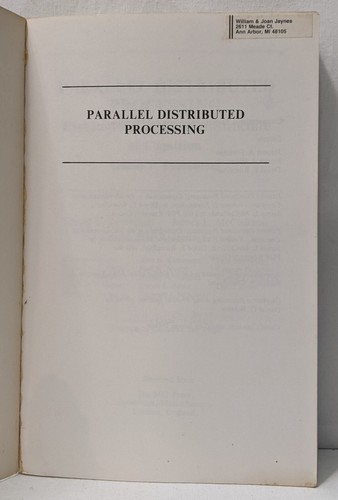 William & Joan Jaynes
2611 Meade Ct.
Ann Arbor, MI 48105
PARALLEL DISTRIBUTED
PROCESSING